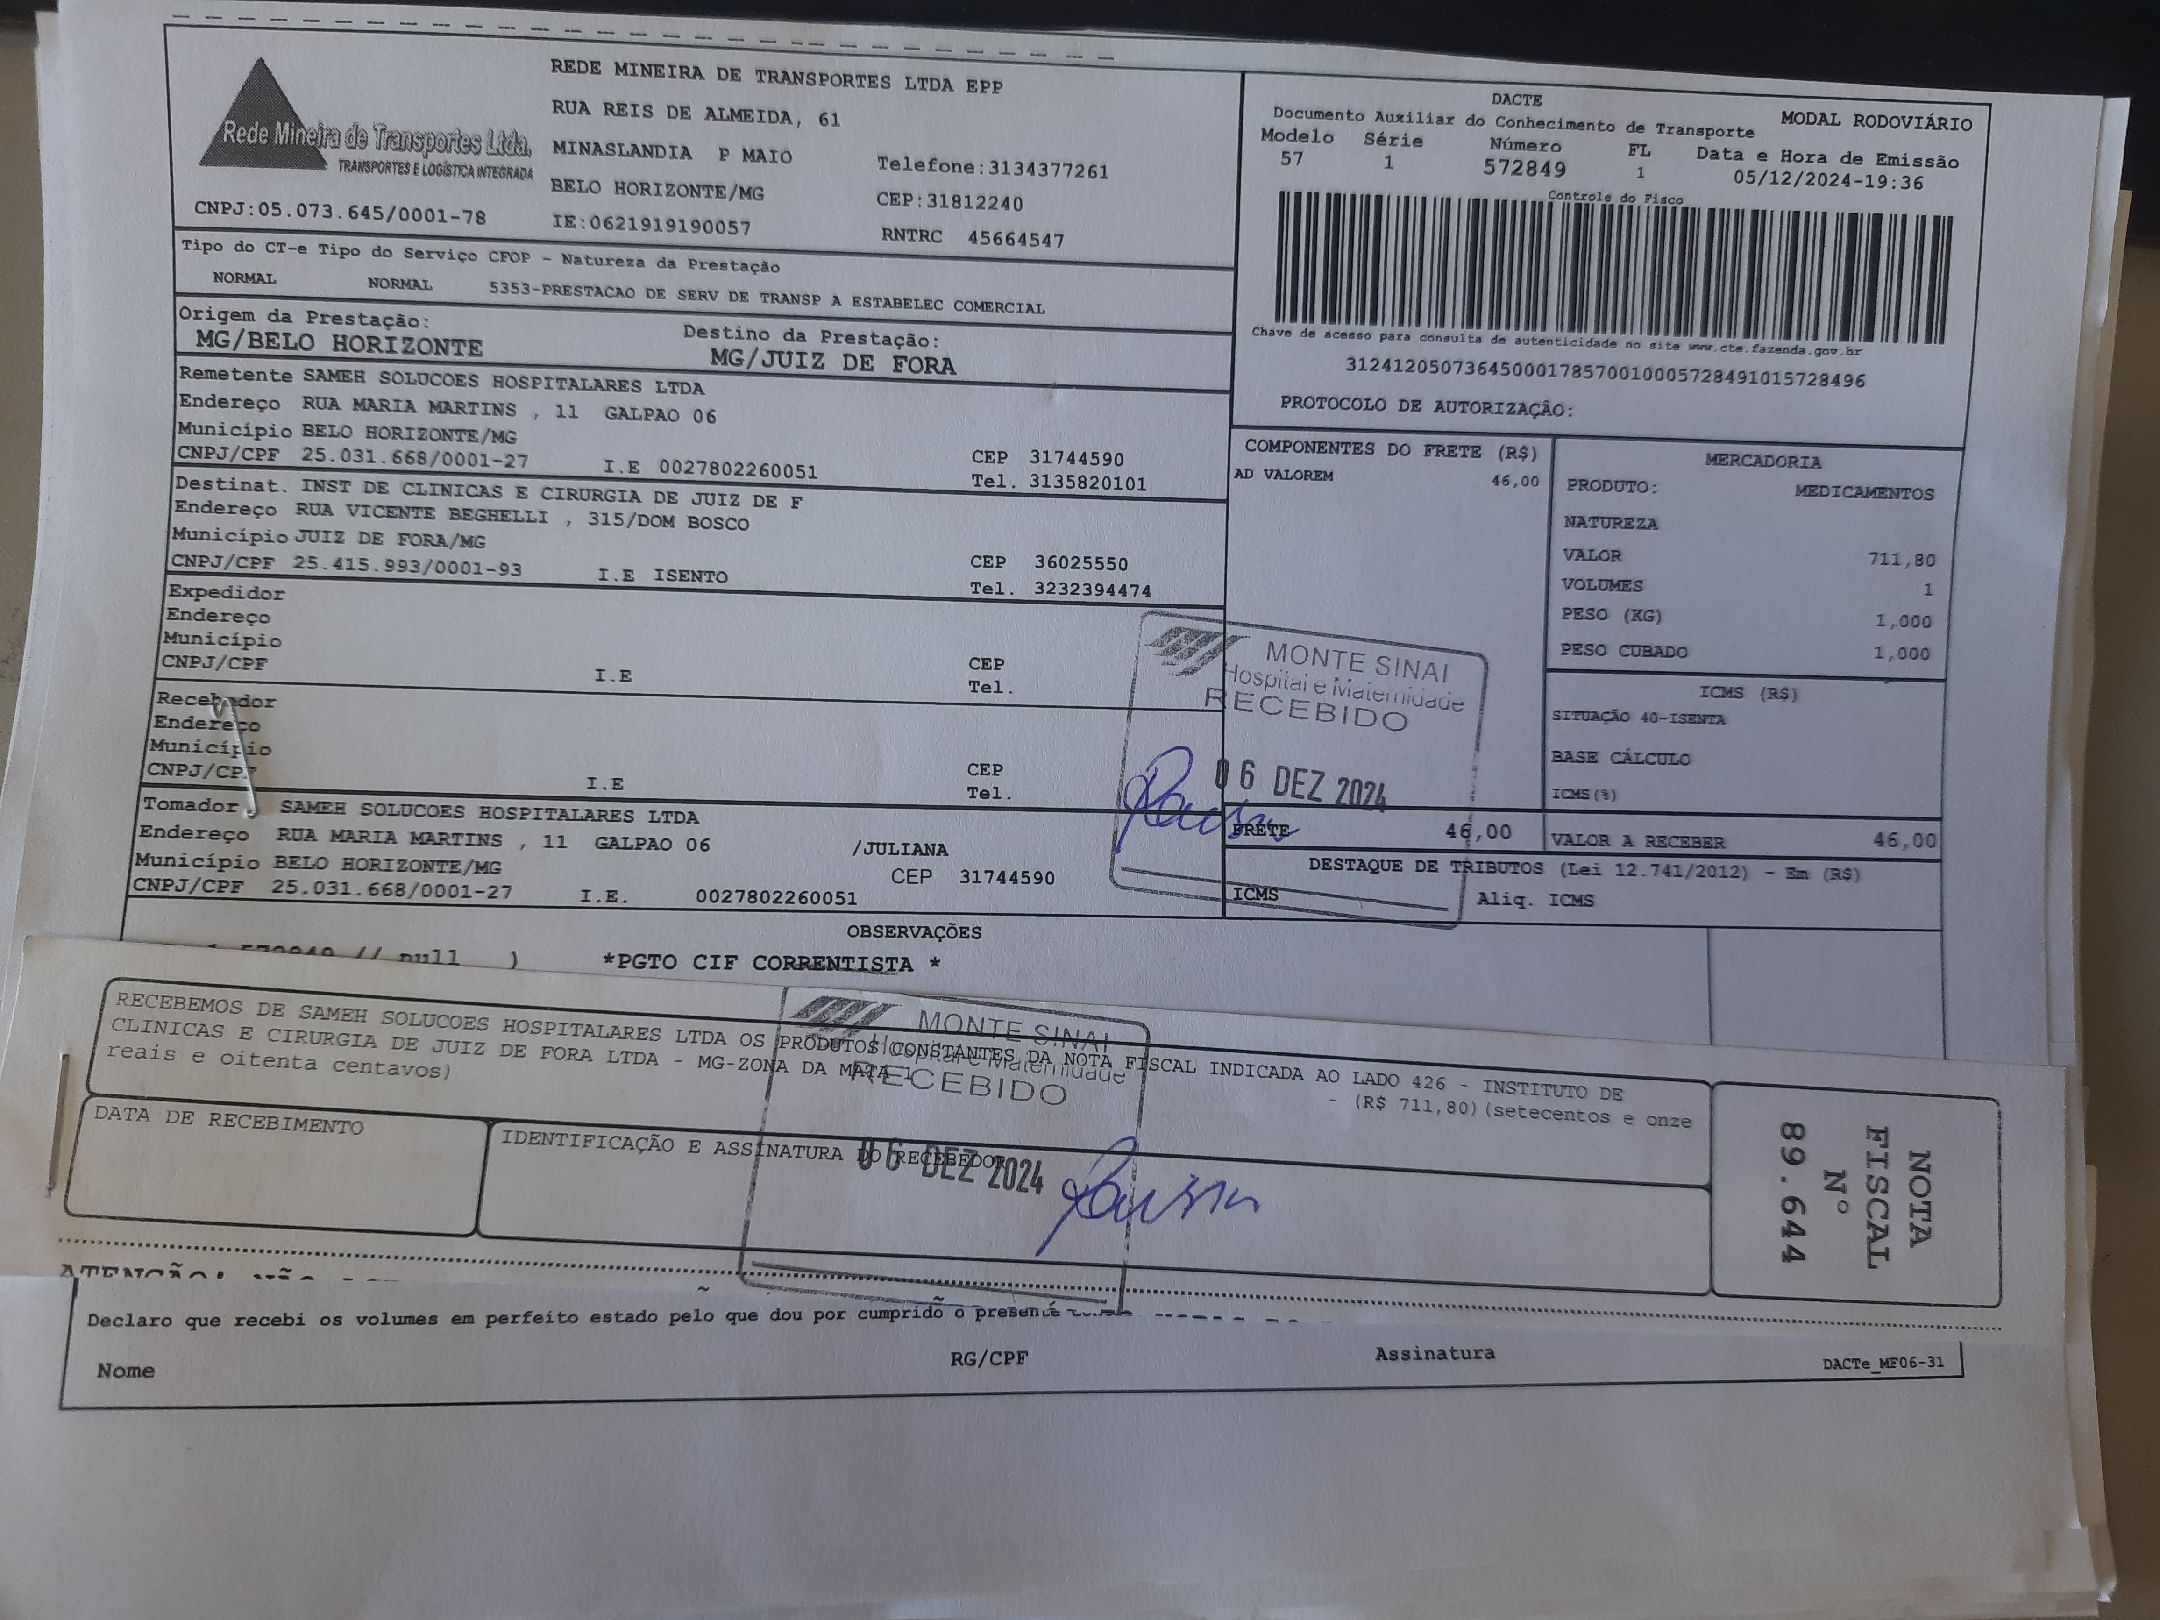 Rede Mineira de Transportes Ltda.
TRANSPORTES E LOGÍSTICA INTEGRADA
CNPJ:05.073.645/0001-78
REDE MINEIRA DE TRANSPORTES LTDA EPP
RUA REIS DE ALMEIDA, 61
MINASLANDIA P MAIO Telefone:3134377261
BELO HORIZONTE/MG CEP:31812240
IE:0621919190057 RNTRC 45664547
DACTE
Documento Auxiliar do Conhecimento de Transporte MODAL RODOVIÁRIO
Modelo Série Número FL Data e Hora de Emissão
57 1 572849 1 05/12/2024-19:36
Controle do Fisco
Chave de acesso para consulta de autenticidade no site www.cte.fazenda.gov.br
31241205073645000178570010005728491015728496
PROTOCOLO DE AUTORIZAÇÃO:
Tipo do CT-e Tipo do Serviço CFOP - Natureza da Prestação
NORMAL NORMAL 5353-PRESTACAO DE SERV DE TRANSP A ESTABELEC COMERCIAL
Origem da Prestação: Destino da Prestação:
MG/BELO HORIZONTE MG/JUIZ DE FORA
Remetente SAMEH SOLUCOES HOSPITALARES LTDA
Endereço RUA MARIA MARTINS , 11 GALPAO 06
Município BELO HORIZONTE/MG CEP 31744590
CNPJ/CPF 25.031.668/0001-27 I.E 0027802260051 Tel. 3135820101
Destinat. INST DE CLINICAS E CIRURGIA DE JUIZ DE F
Endereço RUA VICENTE BEGHELLI , 315/DOM BOSCO
Município JUIZ DE FORA/MG CEP 36025550
CNPJ/CPF 25.415.993/0001-93 I.E ISENTO Tel. 3232394474
Expedidor
Endereço
Município CEP
CNPJ/CPF I.E Tel.
Recebedor
Endereço
Município CEP
CNPJ/CPF I.E Tel.
Tomador SAMEH SOLUCOES HOSPITALARES LTDA
Endereço RUA MARIA MARTINS , 11 GALPAO 06 /JULIANA
Município BELO HORIZONTE/MG CEP 31744590
CNPJ/CPF 25.031.668/0001-27 I.E. 0027802260051
COMPONENTES DO FRETE (R$)
AD VALOREM 46,00
MERCADORIA
PRODUTO: MEDICAMENTOS
NATUREZA
VALOR 711,80
VOLUMES 1
PESO (KG) 1,000
PESO CUBADO 1,000
ICMS (R$)
SITUAÇÃO 40-ISENTA
BASE CÁLCULO
ICMS(%)
MONTE SINAI
Hospital e Maternidade
RECEBIDO
06 DEZ 2024
FRETE 46,00 VALOR A RECEBER 46,00
DESTAQUE DE TRIBUTOS (Lei 12.741/2012) - Em (R$)
ICMS Aliq. ICMS
OBSERVAÇÕES
572849 // null ) *PGTO CIF CORRENTISTA *
RECEBEMOS DE SAMEH SOLUCOES HOSPITALARES LTDA OS PRODUTOS CONSTANTES DA NOTA FISCAL INDICADA AO LADO 426 - INSTITUTO DE
CLINICAS E CIRURGIA DE JUIZ DE FORA LTDA - MG-ZONA DA MATA 1 - (R$ 711,80) (setecentos e onze
reais e oitenta centavos)
MONTE SINAI
Hospital e Maternidade
RECEBIDO
06 DEZ 2024
DATA DE RECEBIMENTO
IDENTIFICAÇÃO E ASSINATURA DO RECEBEDOR
NOTA
FISCAL
Nº
89.644
ATENÇÃO! NÃO
Declaro que recebi os volumes em perfeito estado pelo que dou por cumprido o presente
Nome RG/CPF Assinatura
DACTe_MF06-31